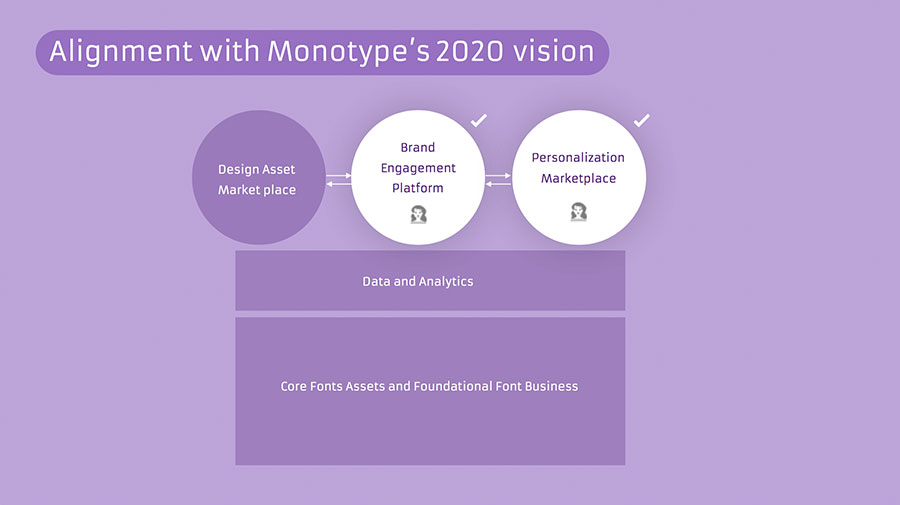 Alignment with Monotype's 2020 vision
Design Asset
Market place
Brand
Engagement
Platform
Personalization
Marketplace
Data and Analytics
Core Fonts Assets and Foundational Font Business